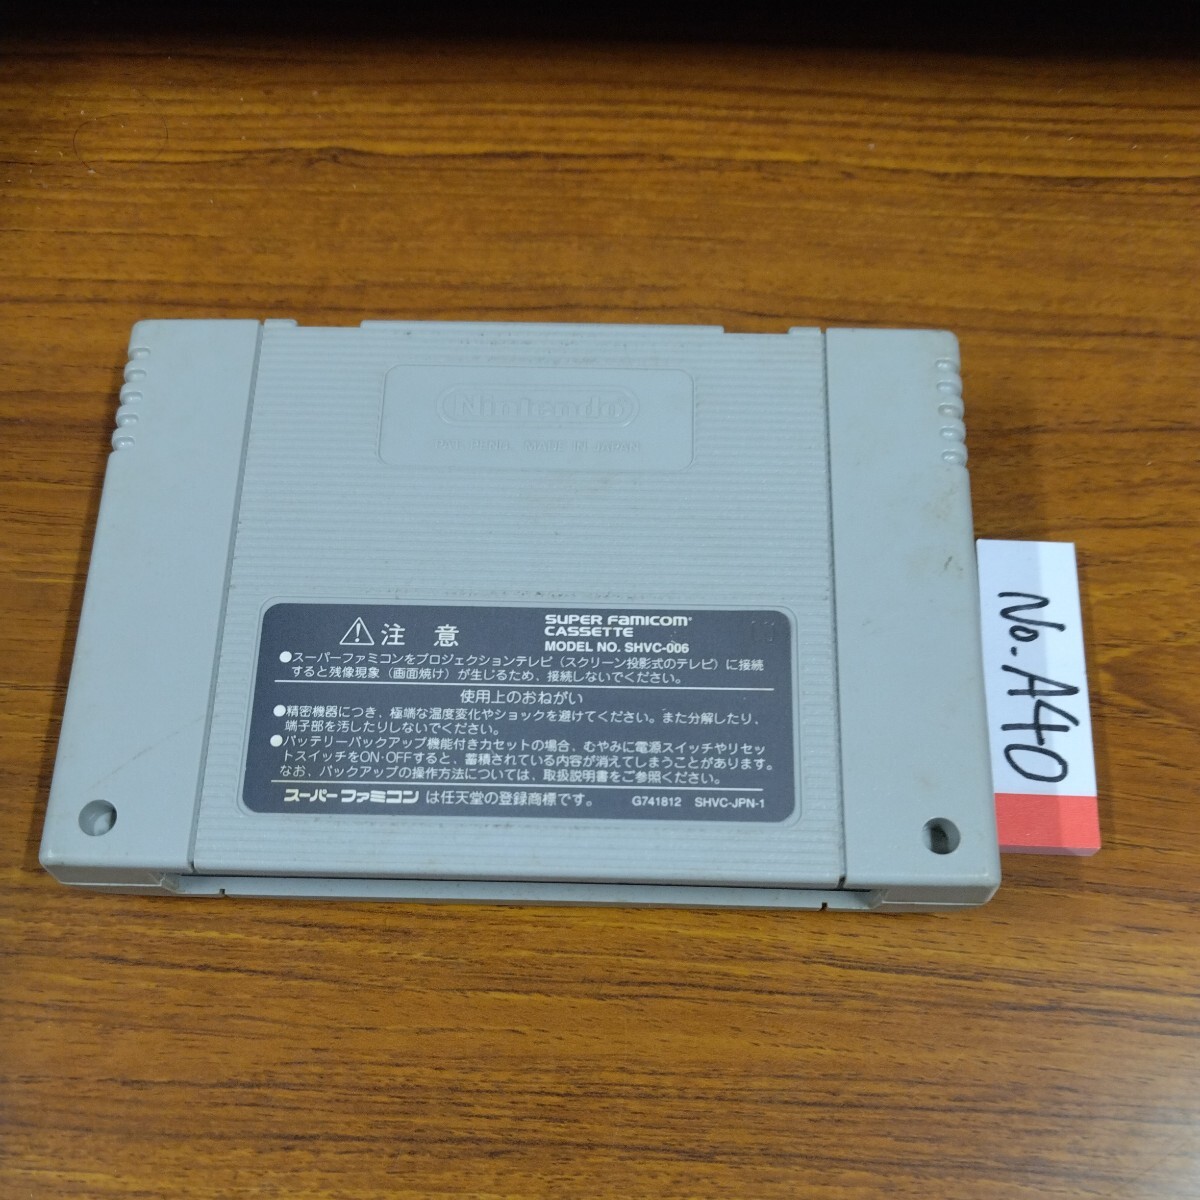 Nintendo
PAT. PEND. MADE IN JAPAN
⚠注 意
SUPER FAMICOM
CASSETTE
MODEL NO. SHVC-006
●スーパーファミコンをプロジェクションテレビ(スクリーン投影式のテレビ)に接続
すると残像現象(画面焼け)が生じるため、接続しないでください。
使用上のおねがい
●精密機器につき、極端な温度変化やショックを避けてください。また分解したり、
端子部を汚したりしないでください。
●バッテリーバックアップ機能付きカセットの場合、むやみに電源スイッチやリセッ
トスイッチをON·OFFすると、蓄積されている内容が消えてしまうことがあります。
なお、バックアップの操作方法については、取扱説明書をご参照ください。
スーパーファミコン は任天堂の登録商標です。 G741812 SHVC-JPN-1
No.A40